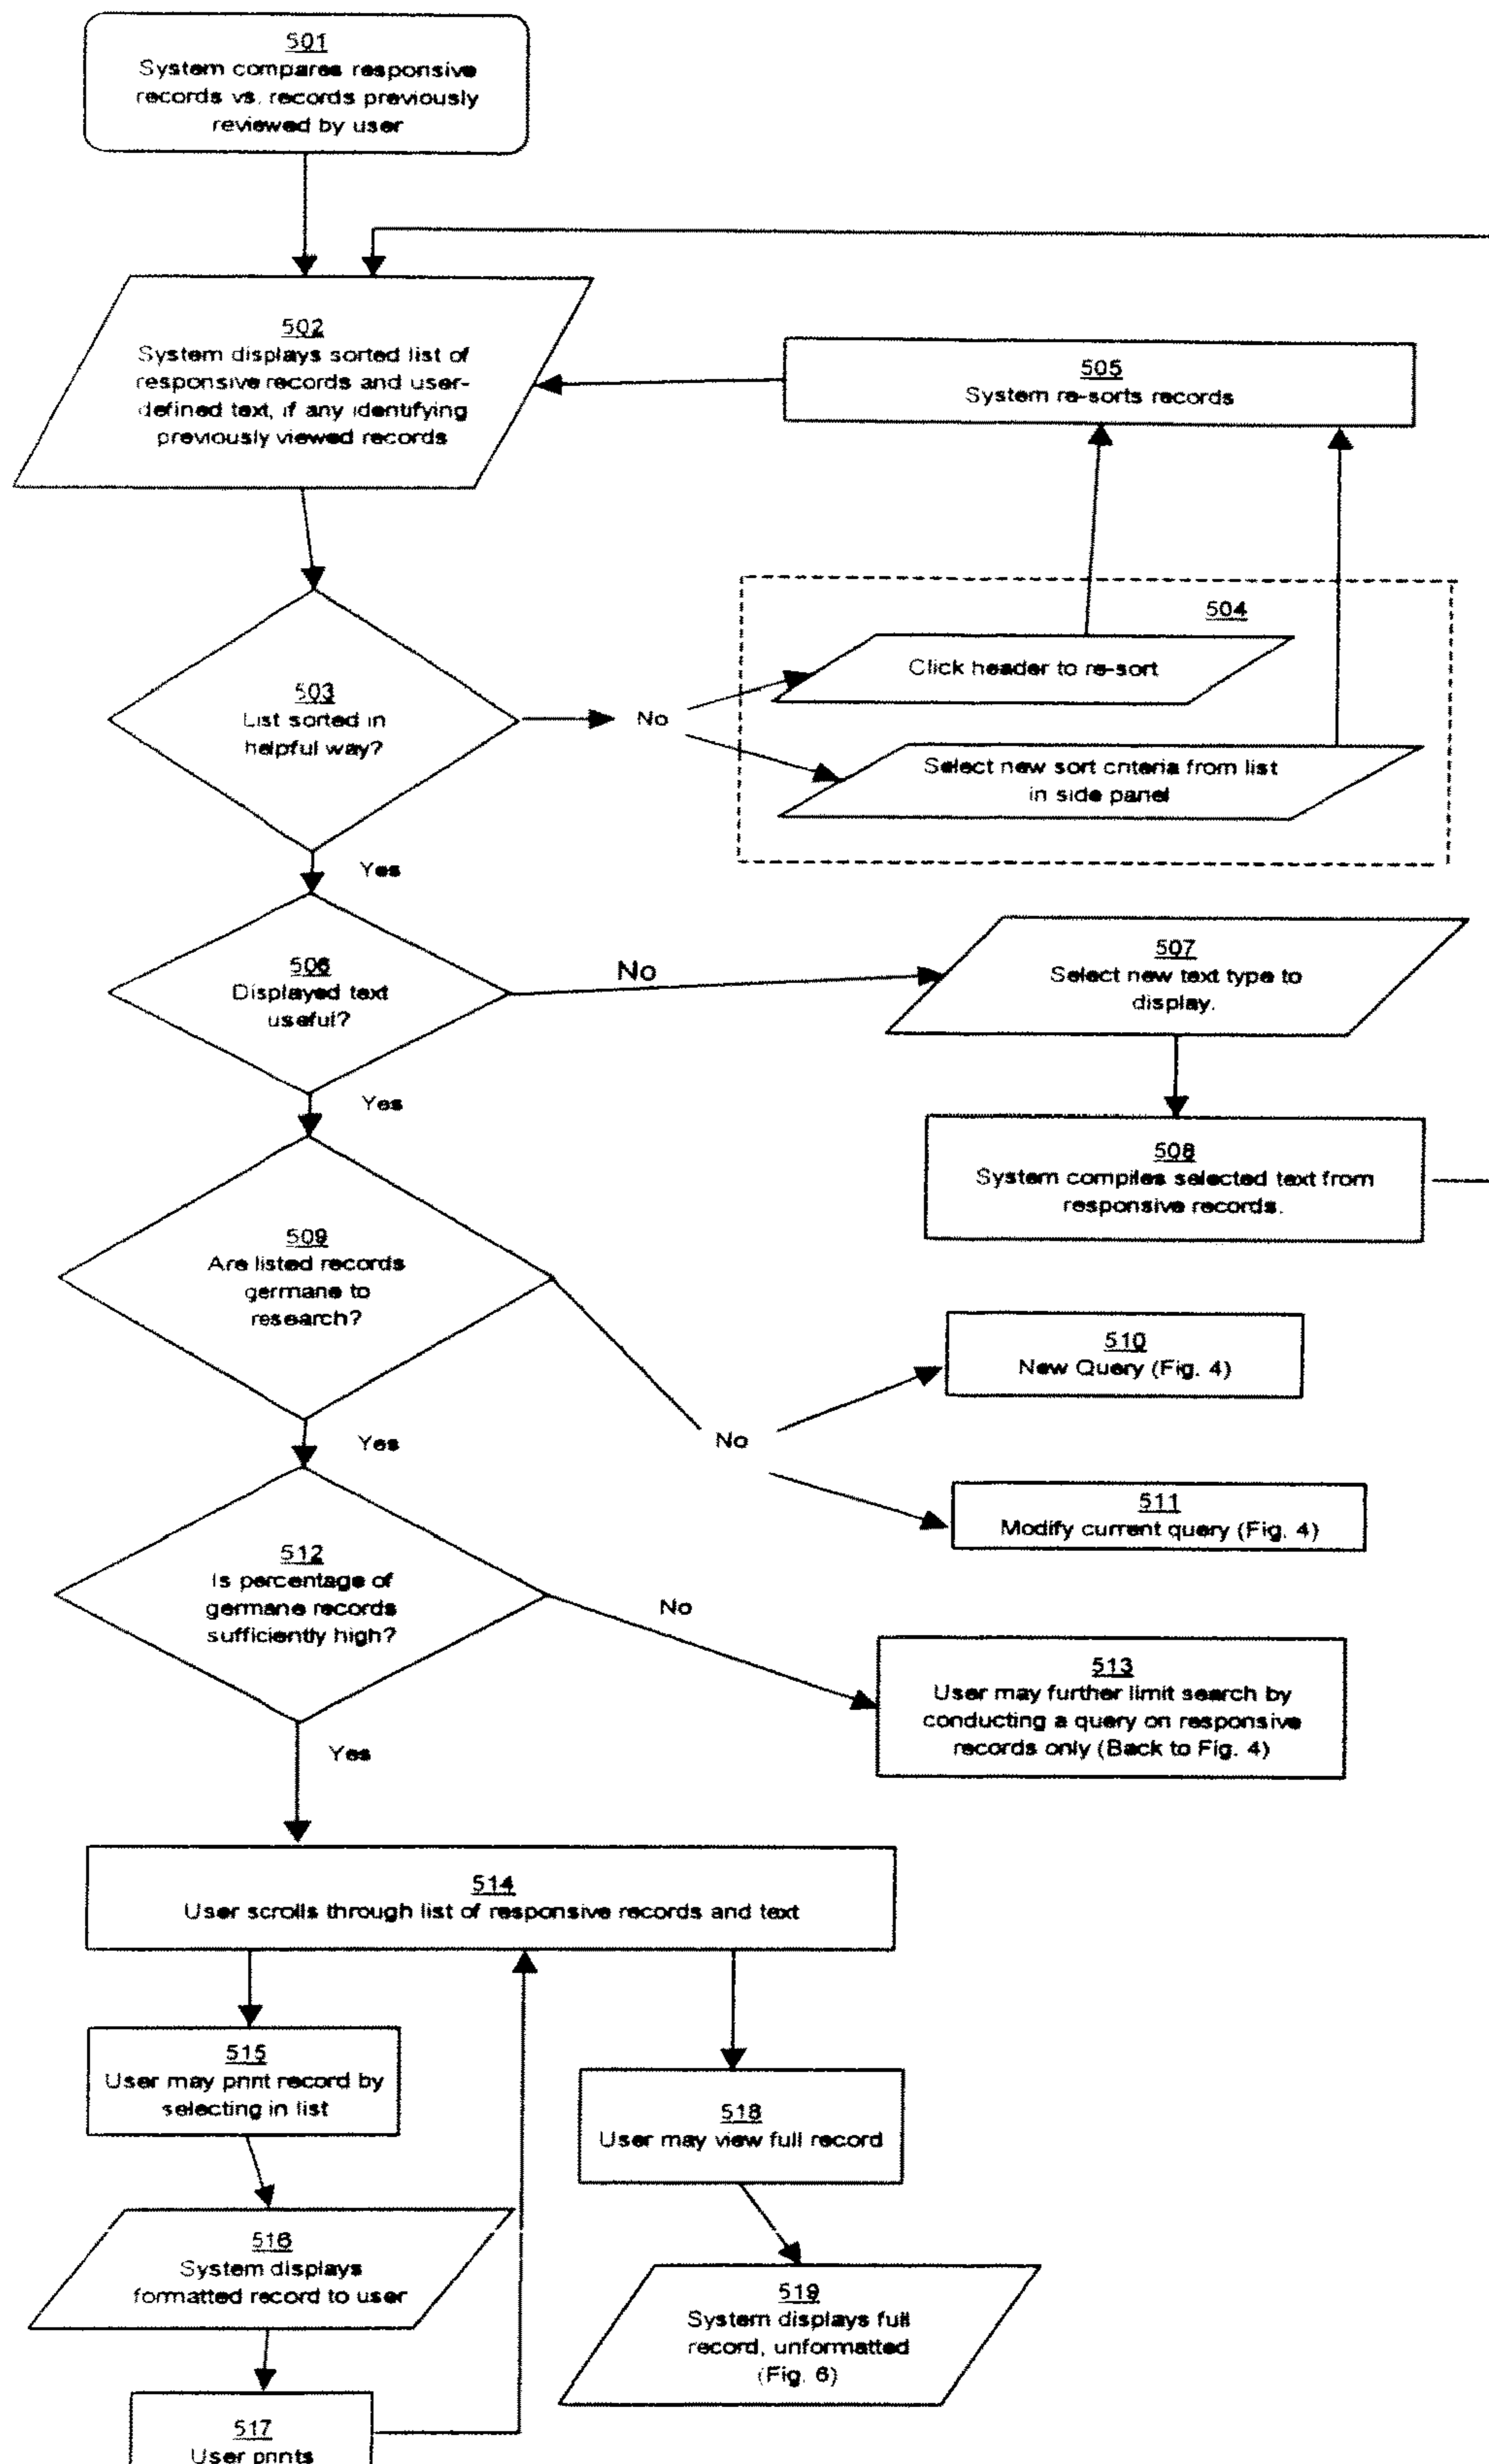 501
System compares responsive
records vs. records previously
reviewed by user
502
System displays sorted list of
responsive records and user-
defined text, if any identifying
previously viewed records
505
System re-sorts records
504
Click header to re-sort
503
List sorted in
helpful way?
No
Select new sort criteria from list
in side panel
Yes
506
Displayed text
useful?
No
507
Select new text type to
display.
Yes
508
System compiles selected text from
responsive records.
509
Are listed records
germane to
research?
510
New Query (Fig. 4)
No
Yes
511
Modify current query (Fig. 4)
512
Is percentage of
germane records
sufficiently high?
No
513
User may further limit search by
conducting a query on responsive
records only (Back to Fig. 4)
Yes
514
User scrolls through list of responsive records and text
515
User may print record by
selecting in list
518
User may view full record
516
System displays
formatted record to user
519
System displays full
record, unformatted
(Fig. 6)
517
User prints